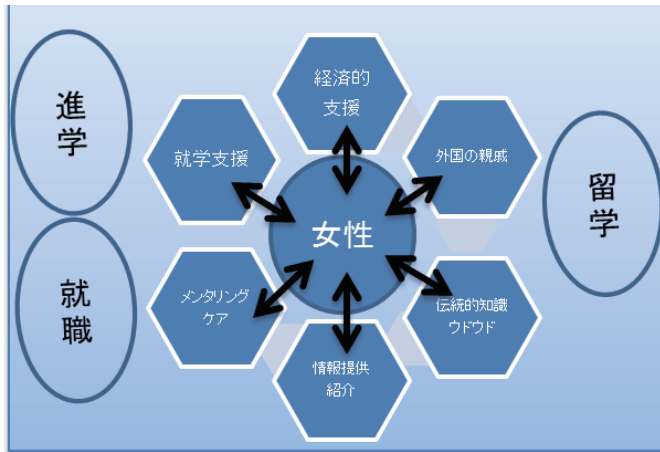 進学
就職
経済的
支援
就学支援
外国の親戚
女性
メンタリング
ケア
伝統的知識
ウドウド
情報提供
紹介
留学